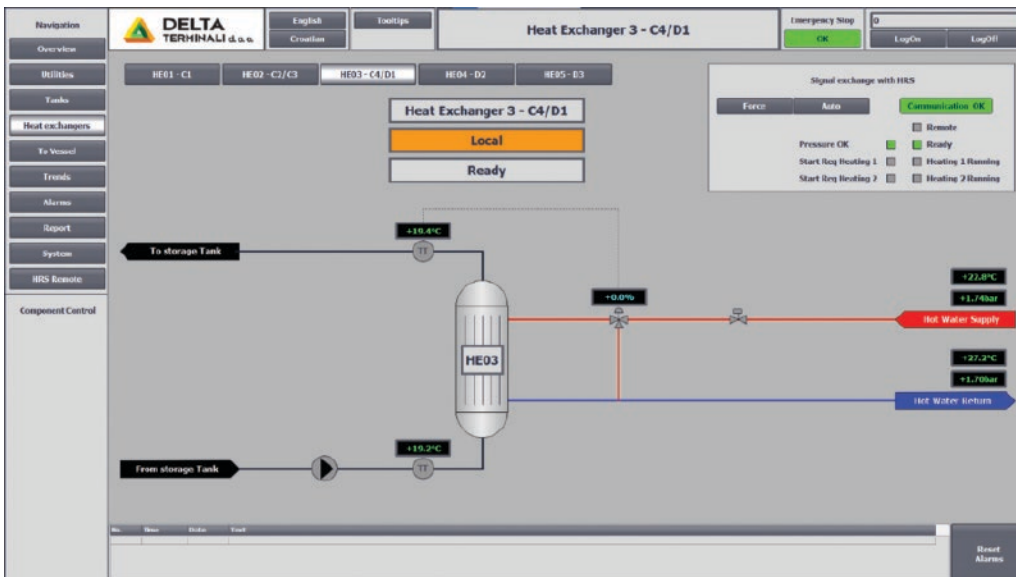 Navigation
Overview
Utilities
Tanks
Heat exchangers
To Vessel
Trends
Alarms
Report
System
HRS Remote
Component Control
DELTA
TERMINALI d.o.o.
English
Croatian
Tooltips
Heat Exchanger 3 - C4/D1
Emergency Stop
OK
0
LogOn
LogOff
HE01 - C1
HE02 - C2/C3
HE03 - C4/D1
HE04 - D2
HE05 - D3
Heat Exchanger 3 - C4/D1
Local
Ready
Signal exchange with HRS
Force
Auto
Communication OK
Remote
Pressure OK
Ready
Start Req Heating 1
Heating 1 Running
Start Req Heating 2
Heating 2 Running
+19.4°C
To storage Tank
TT
+0.0%
+27.8°C
+1.74bar
Hot Water Supply
HE03
+27.2°C
+1.70bar
Hot Water Return
+19.2°C
From storage Tank
TT
No.
Time
Date
Text
Reset
Alarms